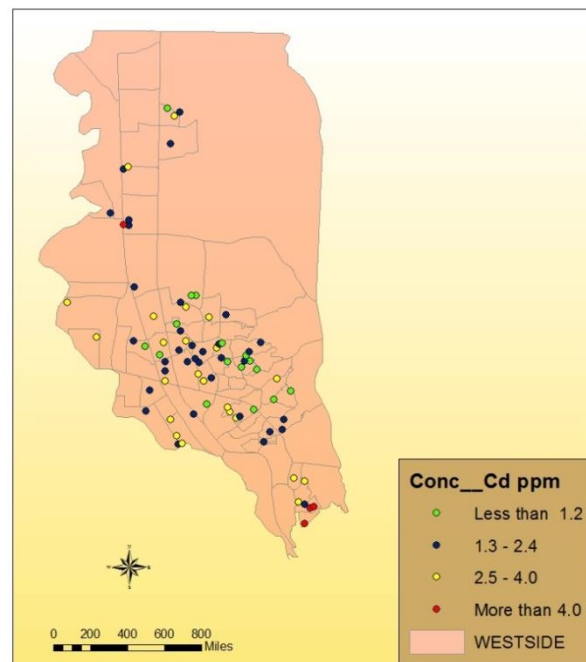 Conc__Cd ppm
Less than 1.2
1.3 - 2.4
2.5 - 4.0
More than 4.0
WESTSIDE
0 200 400 600 800
Miles